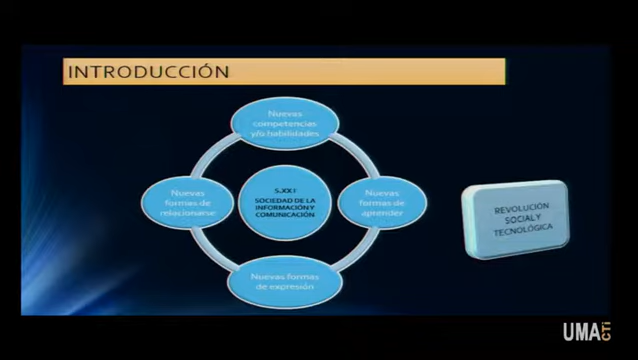 INTRODUCCIÓN
Nuevas
competencias
y/o habilidades
Nuevas
formas de
relacionarse
S.XXI:
SOCIEDAD DE LA
INFORMACIÓN Y
COMUNICACIÓN
Nuevas
formas de
aprender
Nuevas formas
de expresión
REVOLUCIÓN
SOCIAL Y
TECNOLÓGICA
UMA CTi